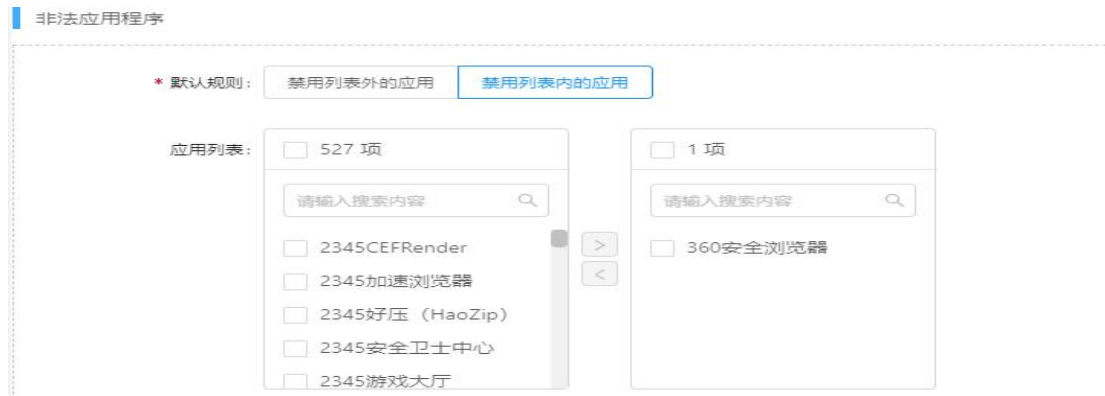 非法应用程序
* 默认规则: 禁用列表外的应用 禁用列表内的应用
应用列表: 527 项 1 项
请输入搜索内容 请输入搜索内容
2345CEFRender > 360安全浏览器
2345加速浏览器 <
2345好压（HaoZip）
2345安全卫士中心
2345游戏大厅